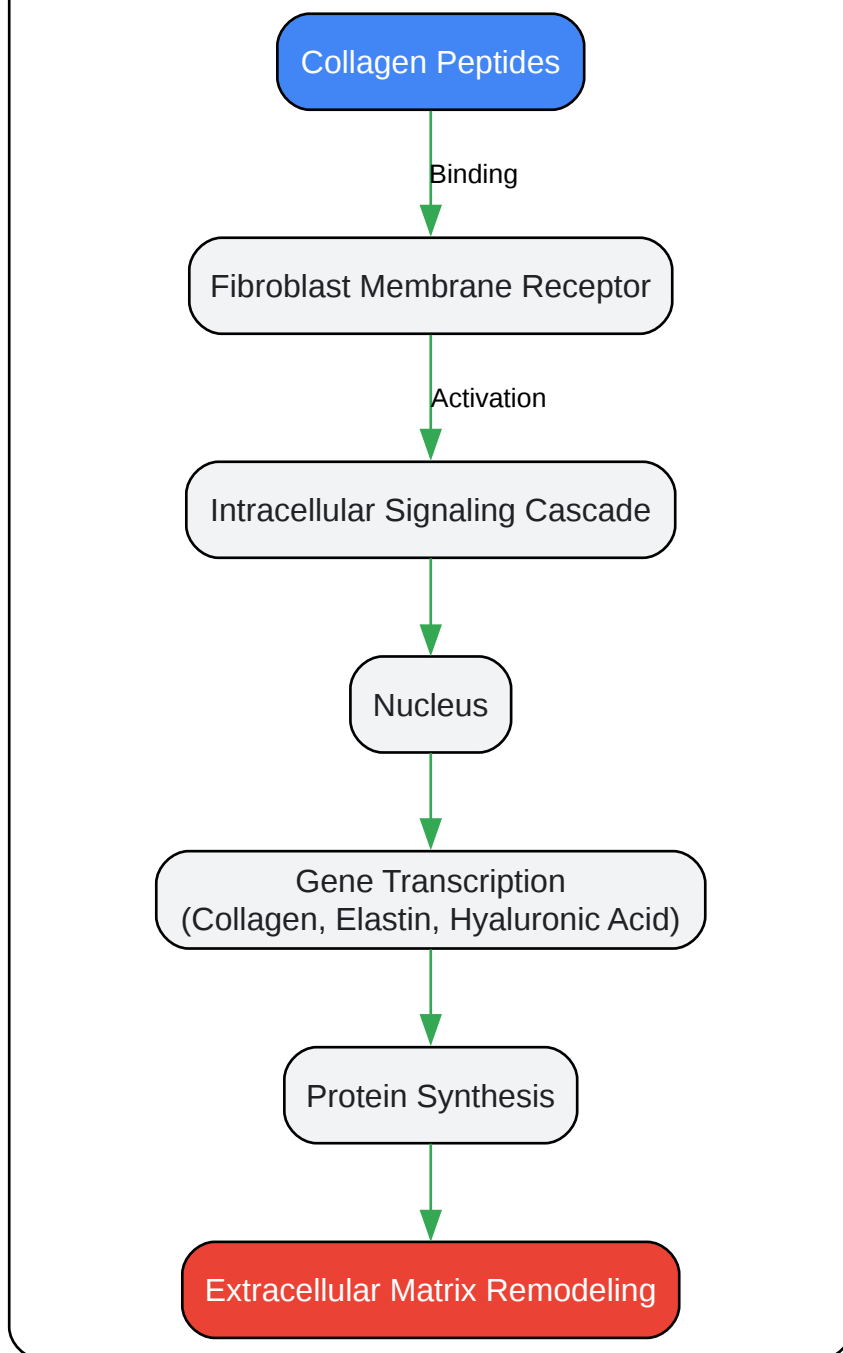 Collagen Peptides
Binding
Fibroblast Membrane Receptor
Activation
Intracellular Signaling Cascade
Nucleus
Gene Transcription
(Collagen, Elastin, Hyaluronic Acid)
Protein Synthesis
Extracellular Matrix Remodeling